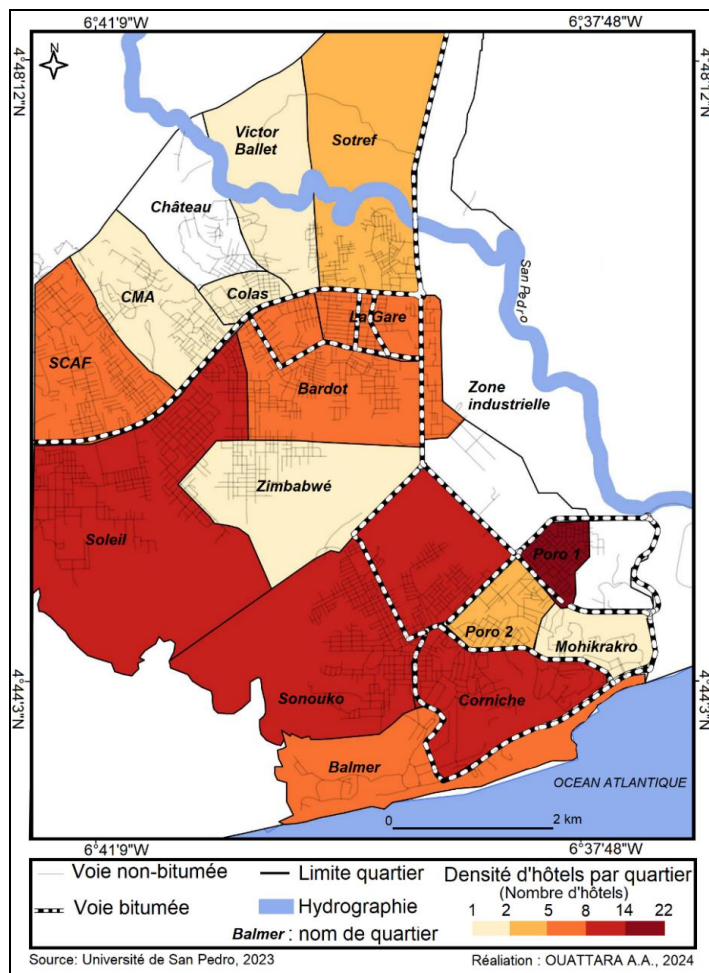 6°41'9"W 6°37'48"W
4°48'12"N 4°48'12"N
N
Victor
Ballet
Sotref
Château
CMA
Colas
San Pedro
La Gare
SCAF
Bardot
Zone
industrielle
Zimbabwé
Soleil
Poro 1
Poro 2
Mohikrakro
4°44'3"N 4°44'3"N
Sonouko
Corniche
Balmer
OCEAN ATLANTIQUE
0 2 km
6°41'9"W 6°37'48"W
Voie non-bitumée
Limite quartier
Densité d'hôtels par quartier
(Nombre d'hôtels)
Voie bitumée
Hydrographie
1 2 5 8 14 22
Balmer : nom de quartier
Source: Université de San Pedro, 2023
Réaliation : OUATTARA A.A., 2024